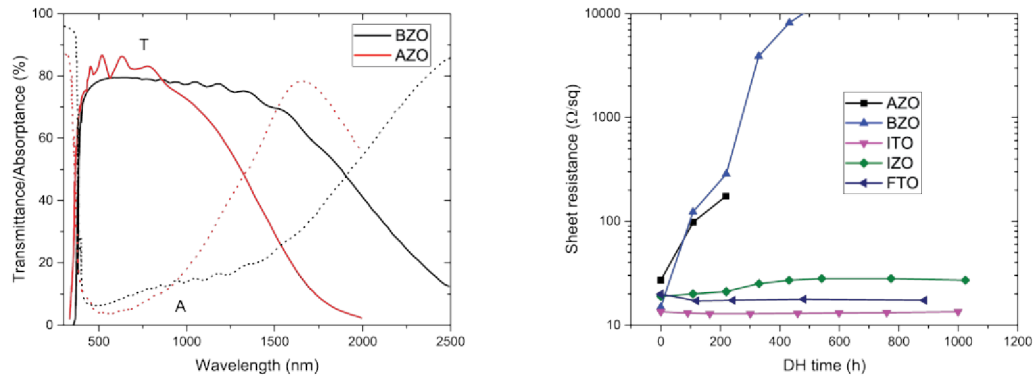 100
80
60
40
20
0
500
1000
1500
2000
2500
Transmittance/Absorptance (%)
Wavelength (nm)
T
A
BZO
AZO
10000
1000
100
10
0
200
400
600
800
1000
1200
Sheet resistance (Ω/sq)
DH time (h)
AZO
BZO
ITO
IZO
FTO